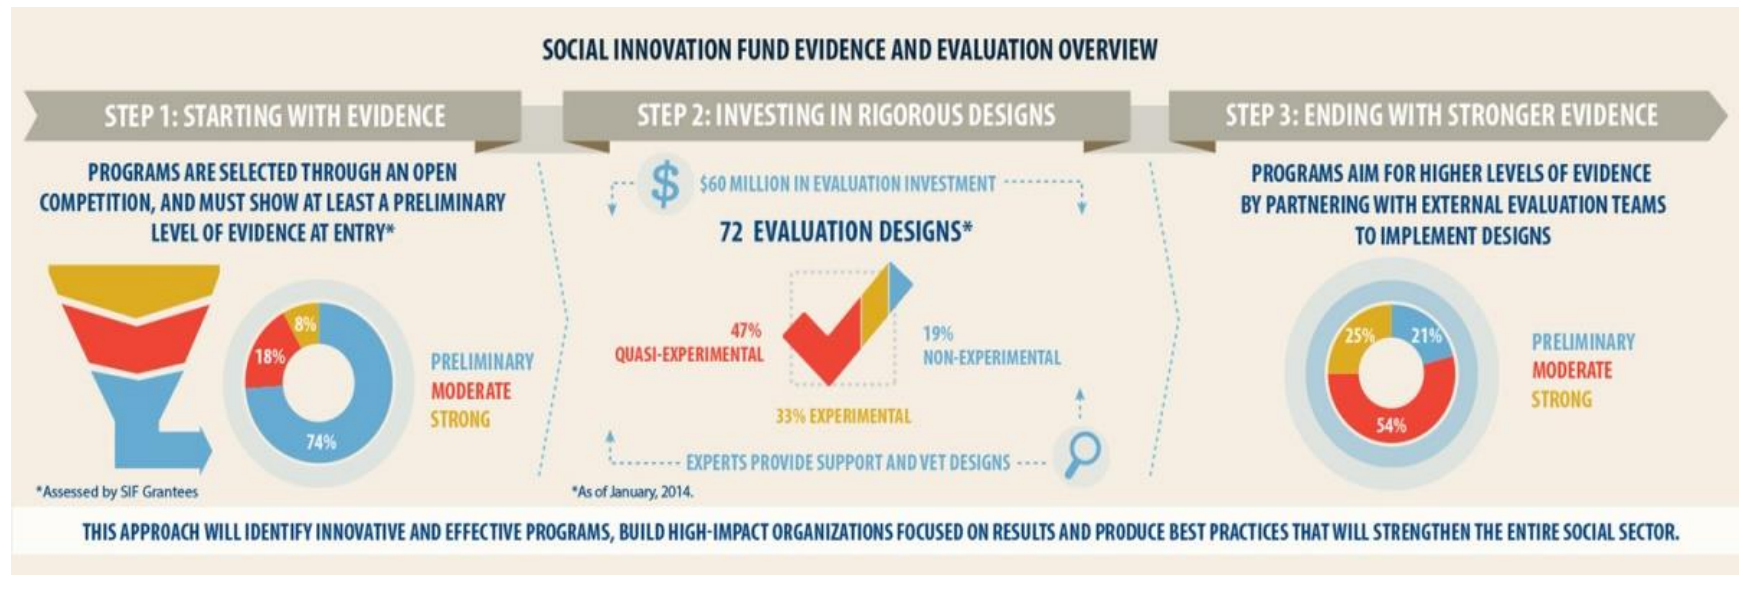 SOCIAL INNOVATION FUND EVIDENCE AND EVALUATION OVERVIEW
STEP 1: STARTING WITH EVIDENCE
PROGRAMS ARE SELECTED THROUGH AN OPEN
COMPETITION, AND MUST SHOW AT LEAST A PRELIMINARY
LEVEL OF EVIDENCE AT ENTRY*
8%
18%
74%
PRELIMINARY
MODERATE
STRONG
*Assessed by SIF Grantees
STEP 2: INVESTING IN RIGOROUS DESIGNS
$
$60 MILLION IN EVALUATION INVESTMENT
72 EVALUATION DESIGNS*
47%
QUASI-EXPERIMENTAL
19%
NON-EXPERIMENTAL
33% EXPERIMENTAL
EXPERTS PROVIDE SUPPORT AND VET DESIGNS
*As of January, 2014.
STEP 3: ENDING WITH STRONGER EVIDENCE
PROGRAMS AIM FOR HIGHER LEVELS OF EVIDENCE
BY PARTNERING WITH EXTERNAL EVALUATION TEAMS
TO IMPLEMENT DESIGNS
25%
21%
54%
PRELIMINARY
MODERATE
STRONG
THIS APPROACH WILL IDENTIFY INNOVATIVE AND EFFECTIVE PROGRAMS, BUILD HIGH-IMPACT ORGANIZATIONS FOCUSED ON RESULTS AND PRODUCE BEST PRACTICES THAT WILL STRENGTHEN THE ENTIRE SOCIAL SECTOR.